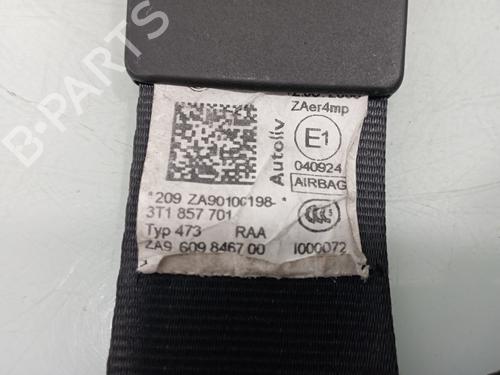 B-PARTS
ZAer4mp
Autoliv
E1
040924
AIRBAG
*209 ZA90100198-*
3T1 857 701
Typ 473 RAA
ZA9 609 8467 00 I000072